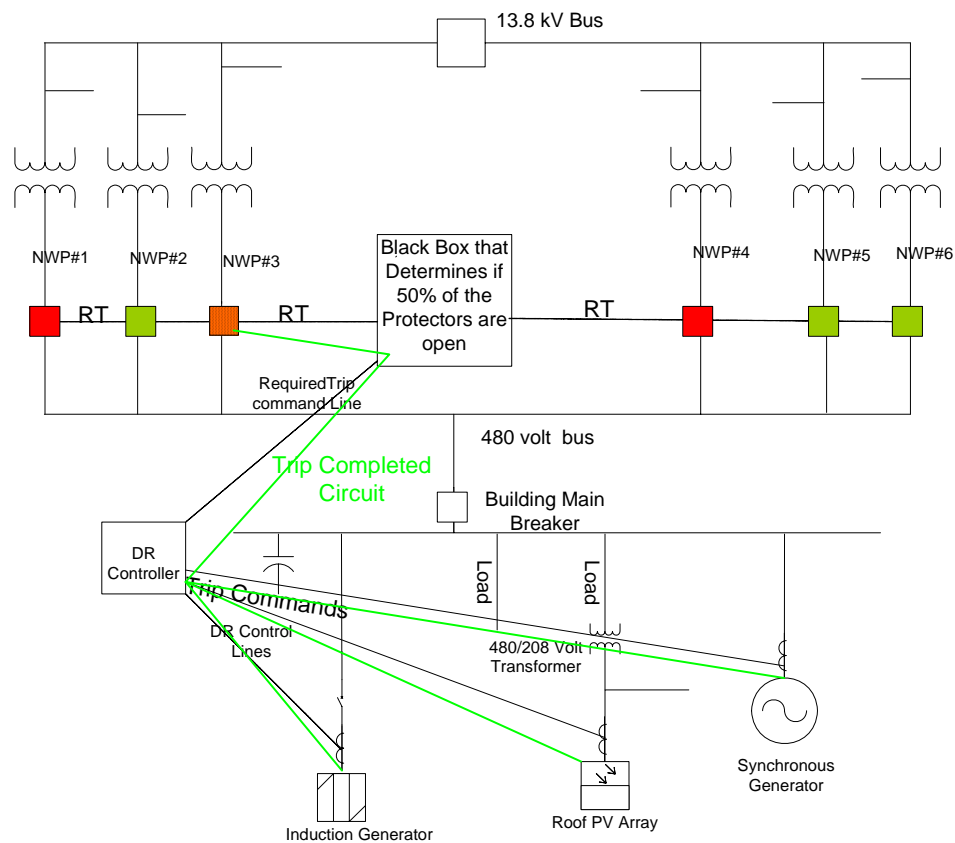 13.8 kV Bus
NWP#1
NWP#2
NWP#3
NWP#4
NWP#5
NWP#6
Black Box that
Determines if
50% of the
Protectors are
open
RT
RT
RT
RequiredTrip
command Line
480 volt bus
Trip Completed
Circuit
Building Main
Breaker
DR
Controller
Trip Commands
DR Control
Lines
Load
Load
480/208 Volt
Transformer
Synchronous
Generator
Roof PV Array
Induction Generator